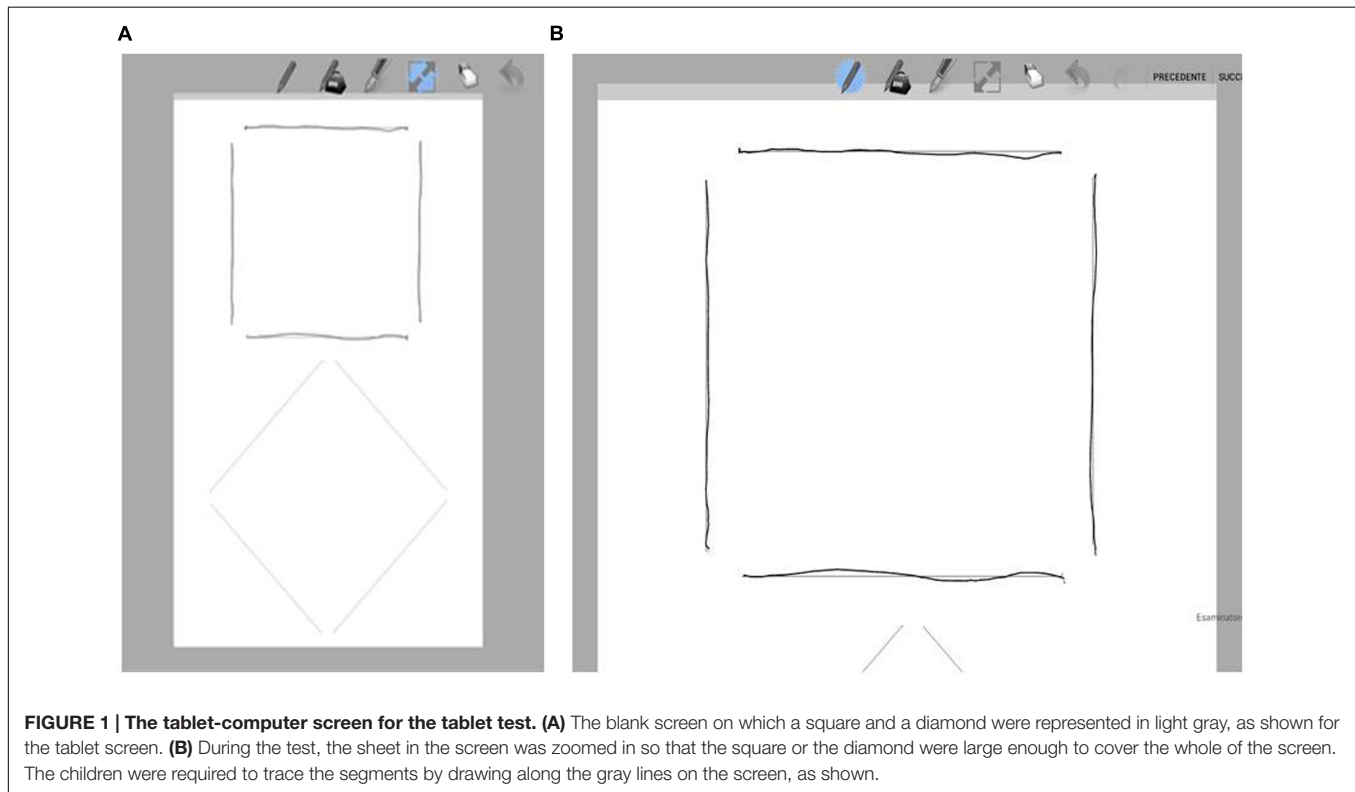 A
B
PRECEDENTE
Esaminator
FIGURE 1 | The tablet-computer screen for the tablet test. (A) The blank screen on which a square and a diamond were represented in light gray, as shown for
the tablet screen. (B) During the test, the sheet in the screen was zoomed in so that the square or the diamond were large enough to cover the whole of the screen.
The children were required to trace the segments by drawing along the gray lines on the screen, as shown.